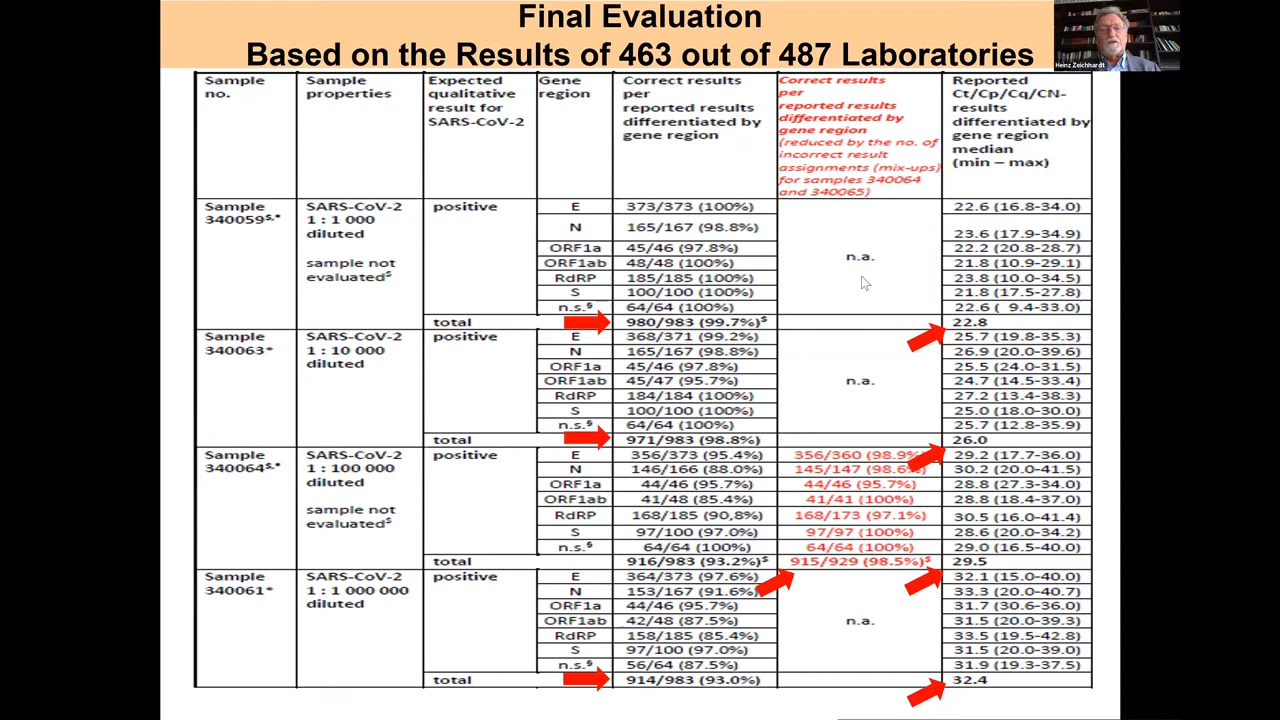 Final Evaluation
Based on the Results of 463 out of 487 Laboratories
Heinz Zeichhardt
Sample no. | Sample properties | Expected qualitative result for SARS-CoV-2 | Gene region | Correct results per reported results differentiated by gene region | Correct results per reported results differentiated by gene region (reduced by the no. of incorrect result assignments (mix-ups) for samples 340064 and 340065) | Reported Ct/Cp/Cq/CN-results differentiated by gene region median (min – max)
Sample 340059$,* | SARS-CoV-2 1 : 1 000 diluted sample not evaluated$ | positive | E | 373/373 (100%) | n.a. | 22.6 (16.8-34.0)
N | 165/167 (98.8%) | 23.6 (17.9-34.9)
ORF1a | 45/46 (97.8%) | 22.2 (20.8-28.7)
ORF1ab | 48/48 (100%) | 21.8 (10.9-29.1)
RdRP | 185/185 (100%) | 23.8 (10.0-34.5)
S | 100/100 (100%) | 21.8 (17.5-27.8)
n.s.§ | 64/64 (100%) | 22.6 ( 9.4-33.0)
total | 980/983 (99.7%)$ | 22.8
Sample 340063* | SARS-CoV-2 1 : 10 000 diluted | positive | E | 368/371 (99.2%) | n.a. | 25.7 (19.8-35.3)
N | 165/167 (98.8%) | 26.9 (20.0-39.6)
ORF1a | 45/46 (97.8%) | 25.5 (24.0-31.5)
ORF1ab | 45/47 (95.7%) | 24.7 (14.5-33.4)
RdRP | 184/184 (100%) | 27.2 (13.4-38.3)
S | 100/100 (100%) | 25.0 (18.0-30.0)
n.s.§ | 64/64 (100%) | 25.7 (12.8-35.9)
total | 971/983 (98.8%) | 26.0
Sample 340064$,* | SARS-CoV-2 1 : 100 000 diluted sample not evaluated$ | positive | E | 356/373 (95.4%) | 356/360 (98.9%) | 29.2 (17.7-36.0)
N | 146/166 (88.0%) | 145/147 (98.6%) | 30.2 (20.0-41.5)
ORF1a | 44/46 (95.7%) | 44/46 (95.7%) | 28.8 (27.3-34.0)
ORF1ab | 41/48 (85.4%) | 41/41 (100%) | 28.8 (18.4-37.0)
RdRP | 168/185 (90,8%) | 168/173 (97.1%) | 30.5 (16.0-41.4)
S | 97/100 (97.0%) | 97/97 (100%) | 28.6 (20.0-34.2)
n.s.§ | 64/64 (100%) | 64/64 (100%) | 29.0 (16.5-40.0)
total | 916/983 (93.2%)$ | 915/929 (98.5%)$ | 29.5
Sample 340061* | SARS-CoV-2 1 : 1 000 000 diluted | positive | E | 364/373 (97.6%) | n.a. | 32.1 (15.0-40.0)
N | 153/167 (91.6%) | 33.3 (20.0-40.7)
ORF1a | 44/46 (95.7%) | 31.7 (30.6-36.0)
ORF1ab | 42/48 (87.5%) | 31.5 (20.0-39.3)
RdRP | 158/185 (85.4%) | 33.5 (19.5-42.8)
S | 97/100 (97.0%) | 31.5 (20.0-39.0)
n.s.§ | 56/64 (87.5%) | 31.9 (19.3-37.5)
total | 914/983 (93.0%) | 32.4